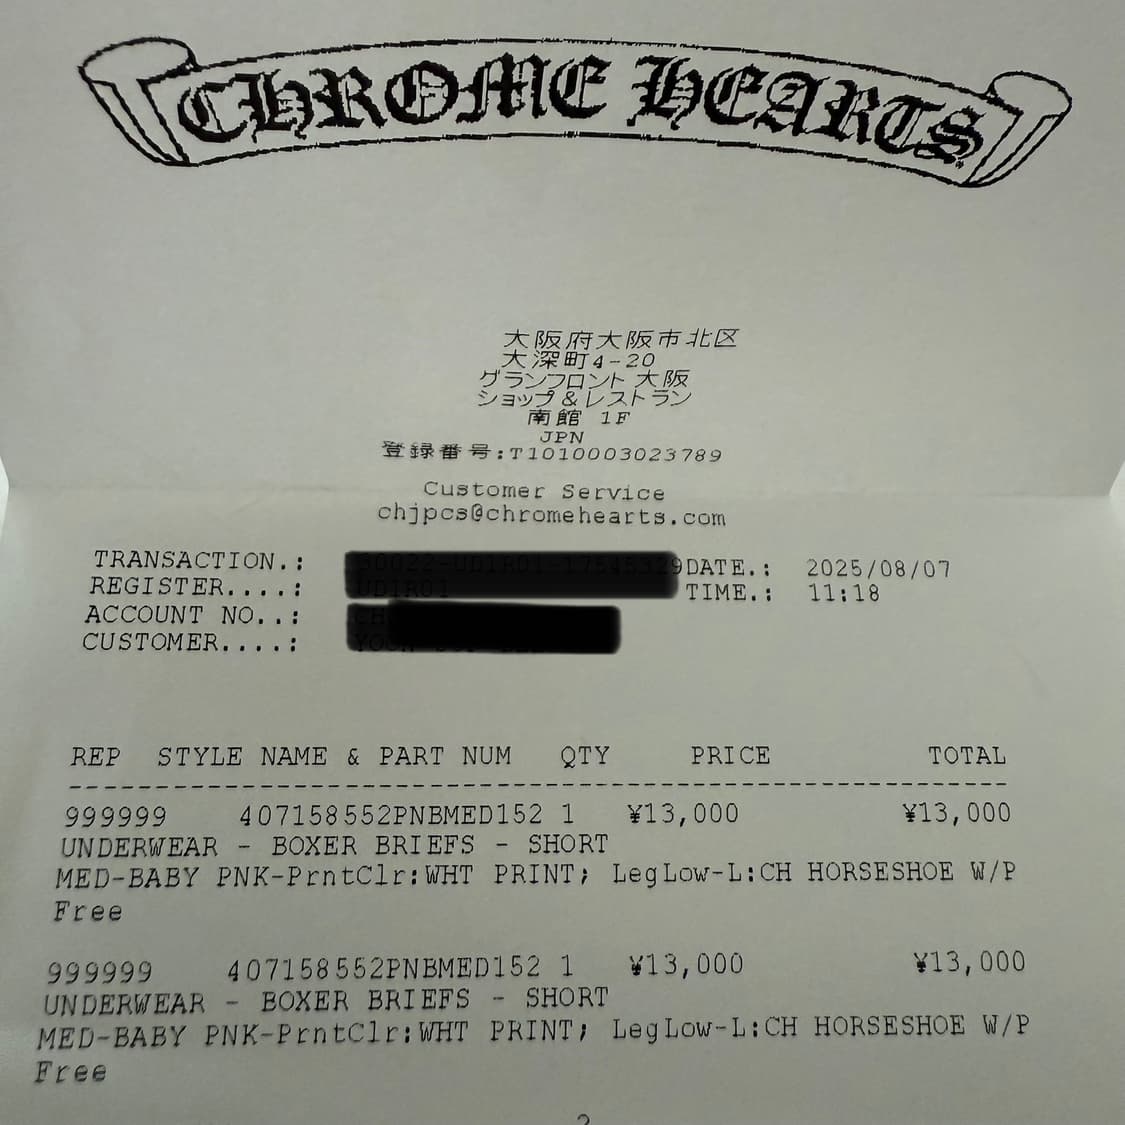 CHROME HEARTS
大阪府大阪市北区
大深町4-20
グランフロント大阪
ショップ&レストラン
南館 1F
JPN
登録番号:T1010003023789
Customer Service
chjpcs@chromehearts.com
TRANSACTION.: DATE.: 2025/08/07
REGISTER....: TIME.: 11:18
ACCOUNT NO..:
CUSTOMER....:
REP STYLE NAME & PART NUM QTY PRICE TOTAL
999999 407158552PNBMED152 1 ¥13,000 ¥13,000
UNDERWEAR - BOXER BRIEFS - SHORT
MED-BABY PNK-PrntClr:WHT PRINT; LegLow-L:CH HORSESHOE W/P
Free
999999 407158552PNBMED152 1 ¥13,000 ¥13,000
UNDERWEAR - BOXER BRIEFS - SHORT
MED-BABY PNK-PrntClr:WHT PRINT; LegLow-L:CH HORSESHOE W/P
Free